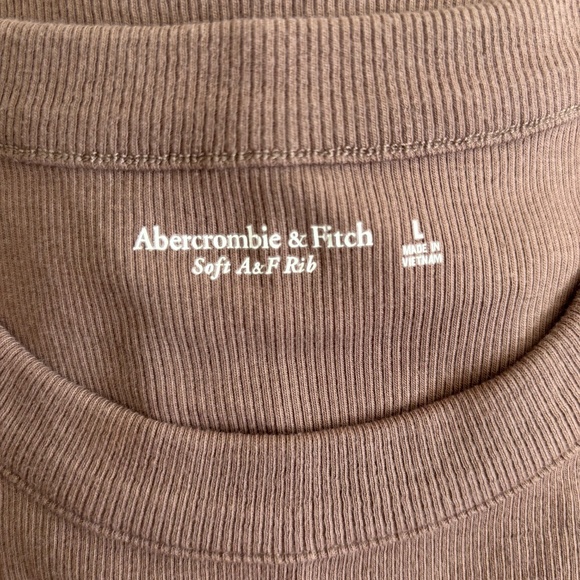 Abercrombie & Fitch
Soft A&F Rib
L
MADE IN
VIETNAM